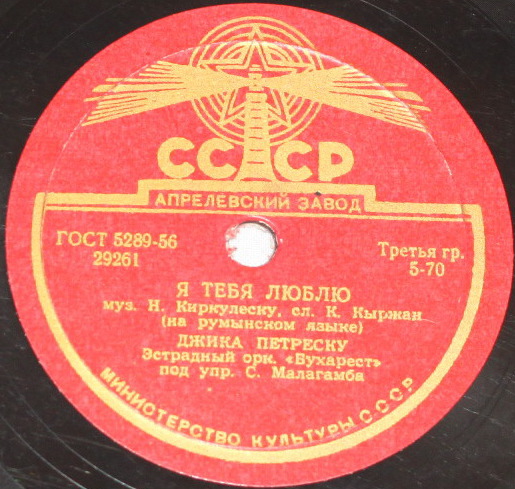 СССР
АПРЕЛЕВСКИЙ ЗАВОД
ГОСТ 5289-56
29261
Третья гр.
5-70
Я ТЕБЯ ЛЮБЛЮ
муз. Н. Киркулеску, сл. К. Кыржан
(на румынском языке)
ДЖИКА ПЕТРЕСКУ
Эстрадный орк. «Бухарест»
под упр. С. Малагамба
МИНИСТЕРСТВО КУЛЬТУРЫ СССР